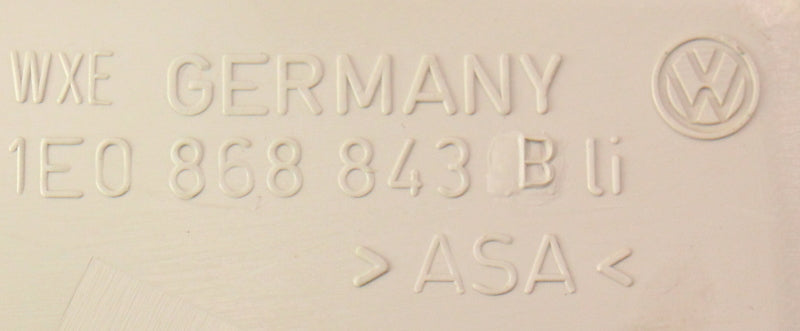 WXE GERMANY
1E0 868 843 B li
> ASA <